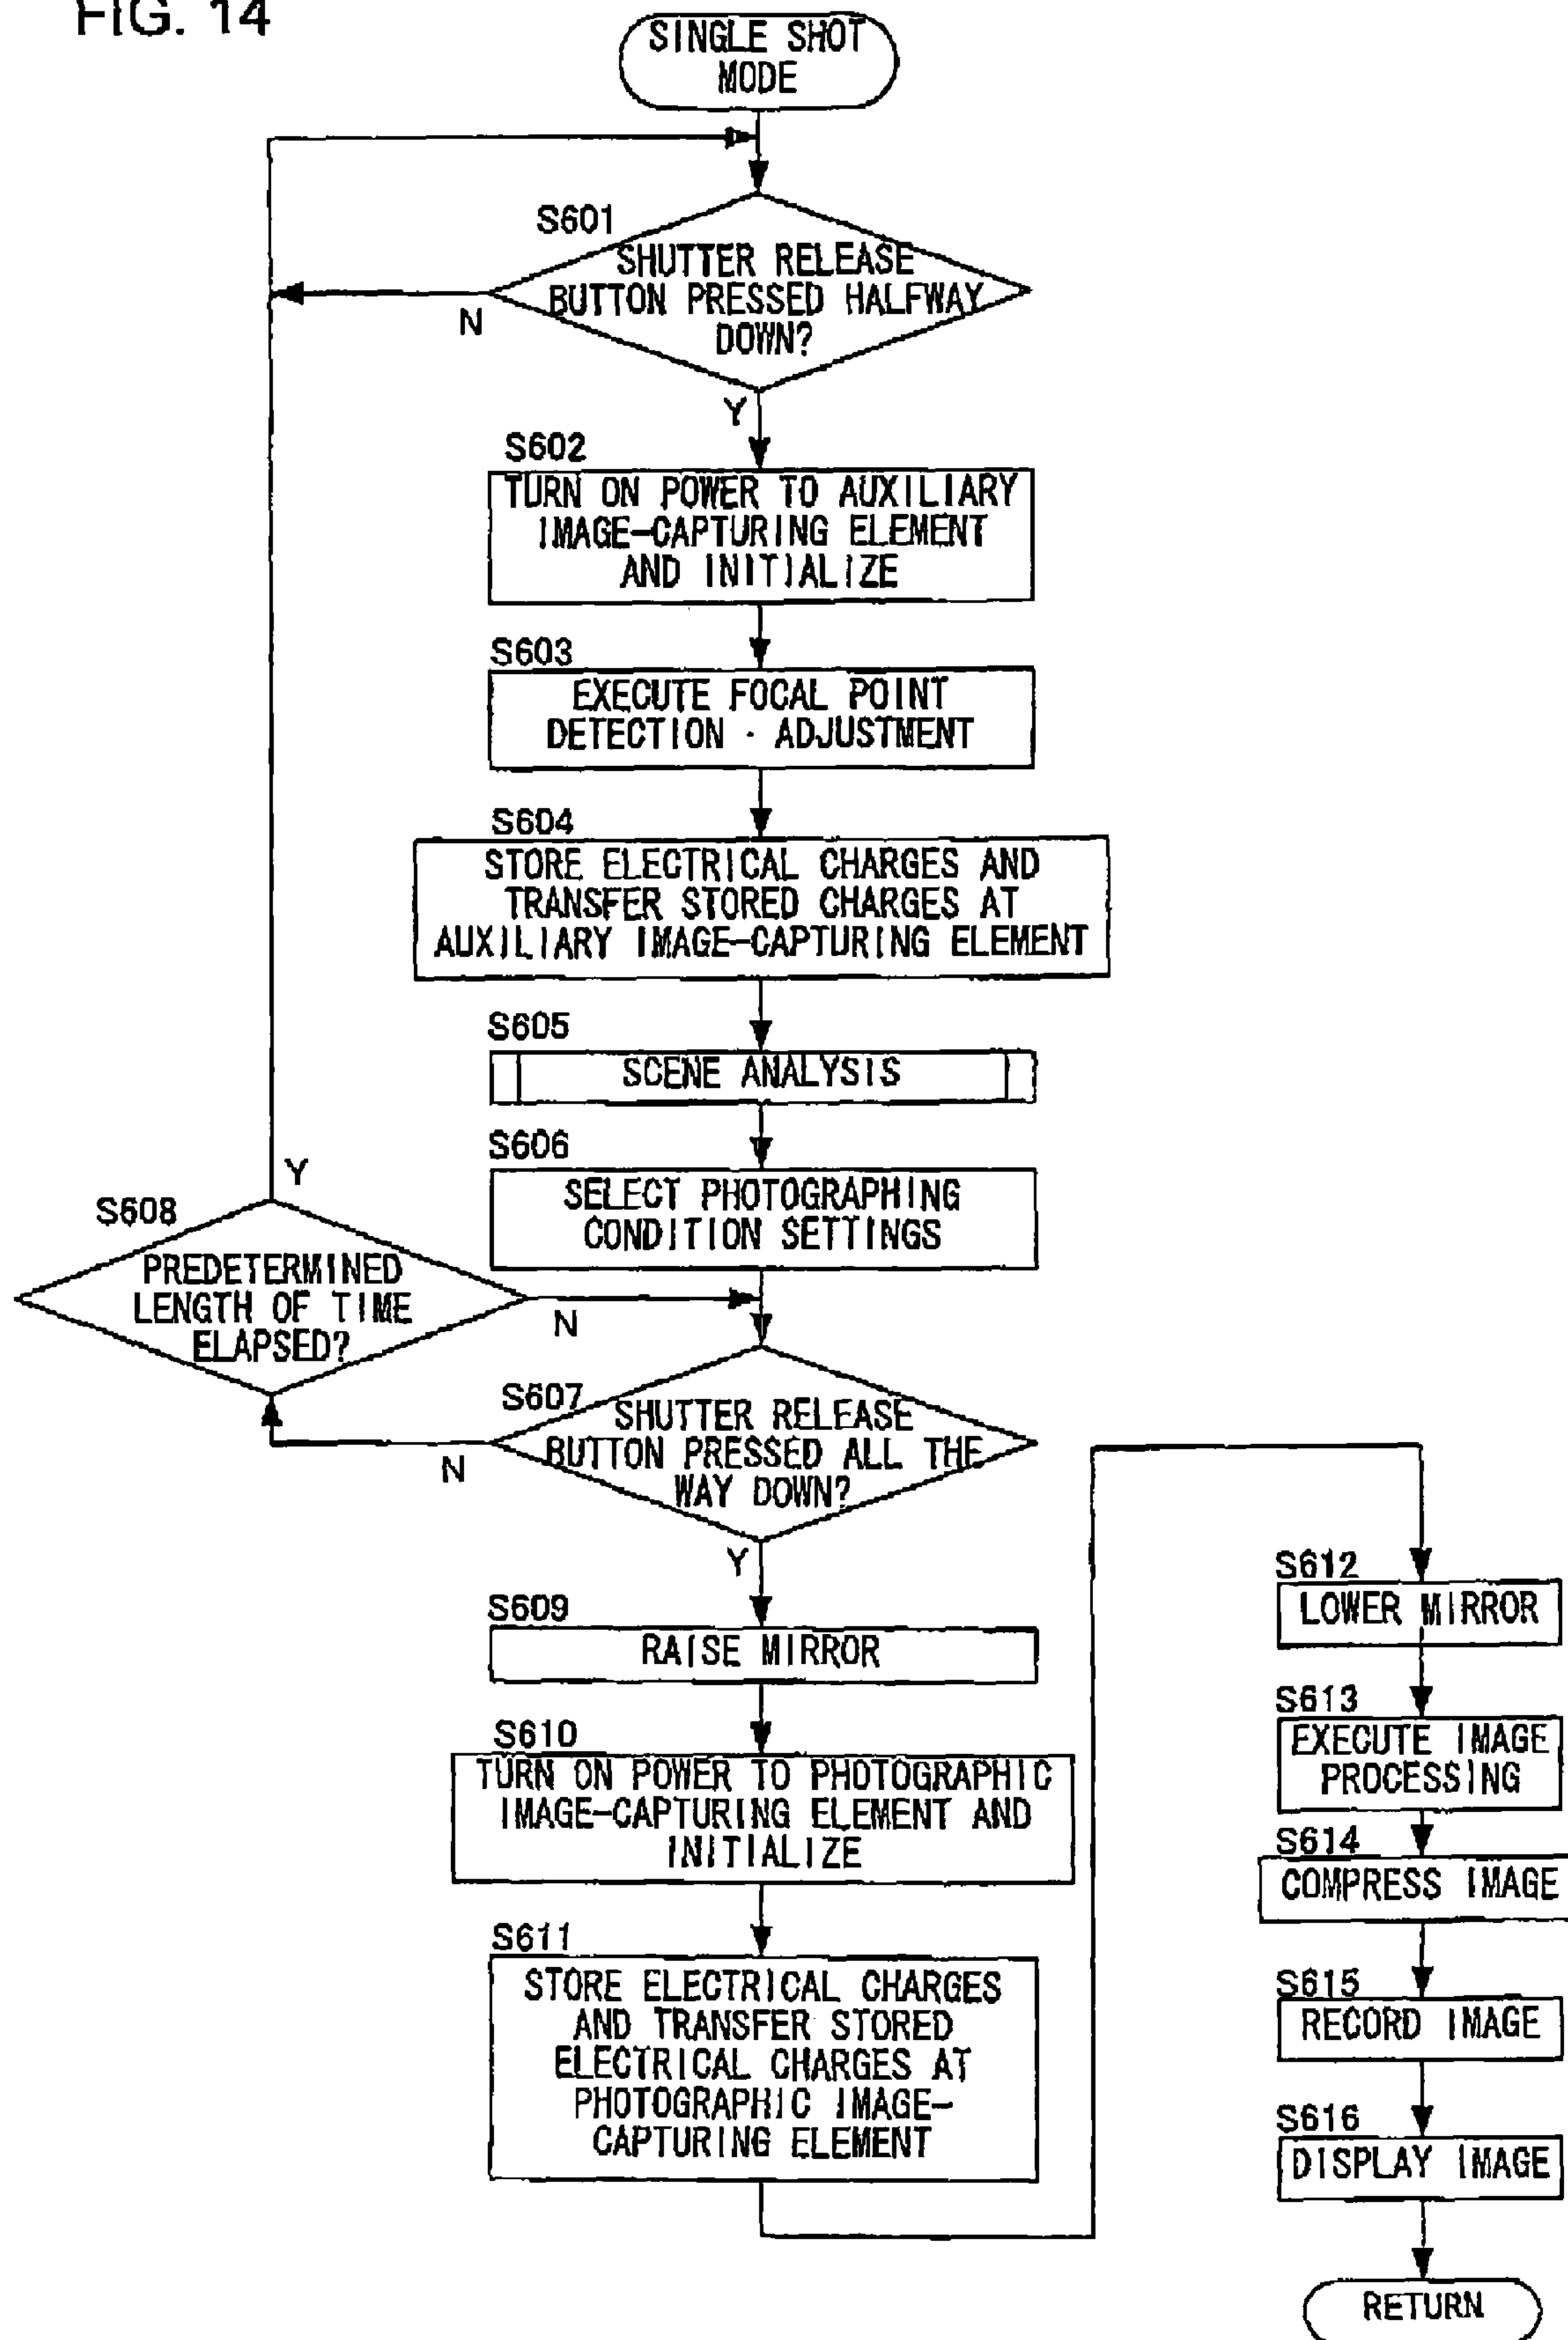 FIG. 14
SINGLE SHOT
MODE
S601
SHUTTER RELEASE
BUTTON PRESSED HALFWAY
DOWN?
N
Y
S602
TURN ON POWER TO AUXILIARY
IMAGE-CAPTURING ELEMENT
AND INITIALIZE
S603
EXECUTE FOCAL POINT
DETECTION · ADJUSTMENT
S604
STORE ELECTRICAL CHARGES AND
TRANSFER STORED CHARGES AT
AUXILIARY IMAGE-CAPTURING ELEMENT
S605
SCENE ANALYSIS
S606
SELECT PHOTOGRAPHING
CONDITION SETTINGS
Y
S608
PREDETERMINED
LENGTH OF TIME
ELAPSED?
N
S607
SHUTTER RELEASE
BUTTON PRESSED ALL THE
WAY DOWN?
N
Y
S609
RAISE MIRROR
S610
TURN ON POWER TO PHOTOGRAPHIC
IMAGE-CAPTURING ELEMENT AND
INITIALIZE
S611
STORE ELECTRICAL CHARGES
AND TRANSFER STORED
ELECTRICAL CHARGES AT
PHOTOGRAPHIC IMAGE-
CAPTURING ELEMENT
S612
LOWER MIRROR
S613
EXECUTE IMAGE
PROCESSING
S614
COMPRESS IMAGE
S615
RECORD IMAGE
S616
DISPLAY IMAGE
RETURN